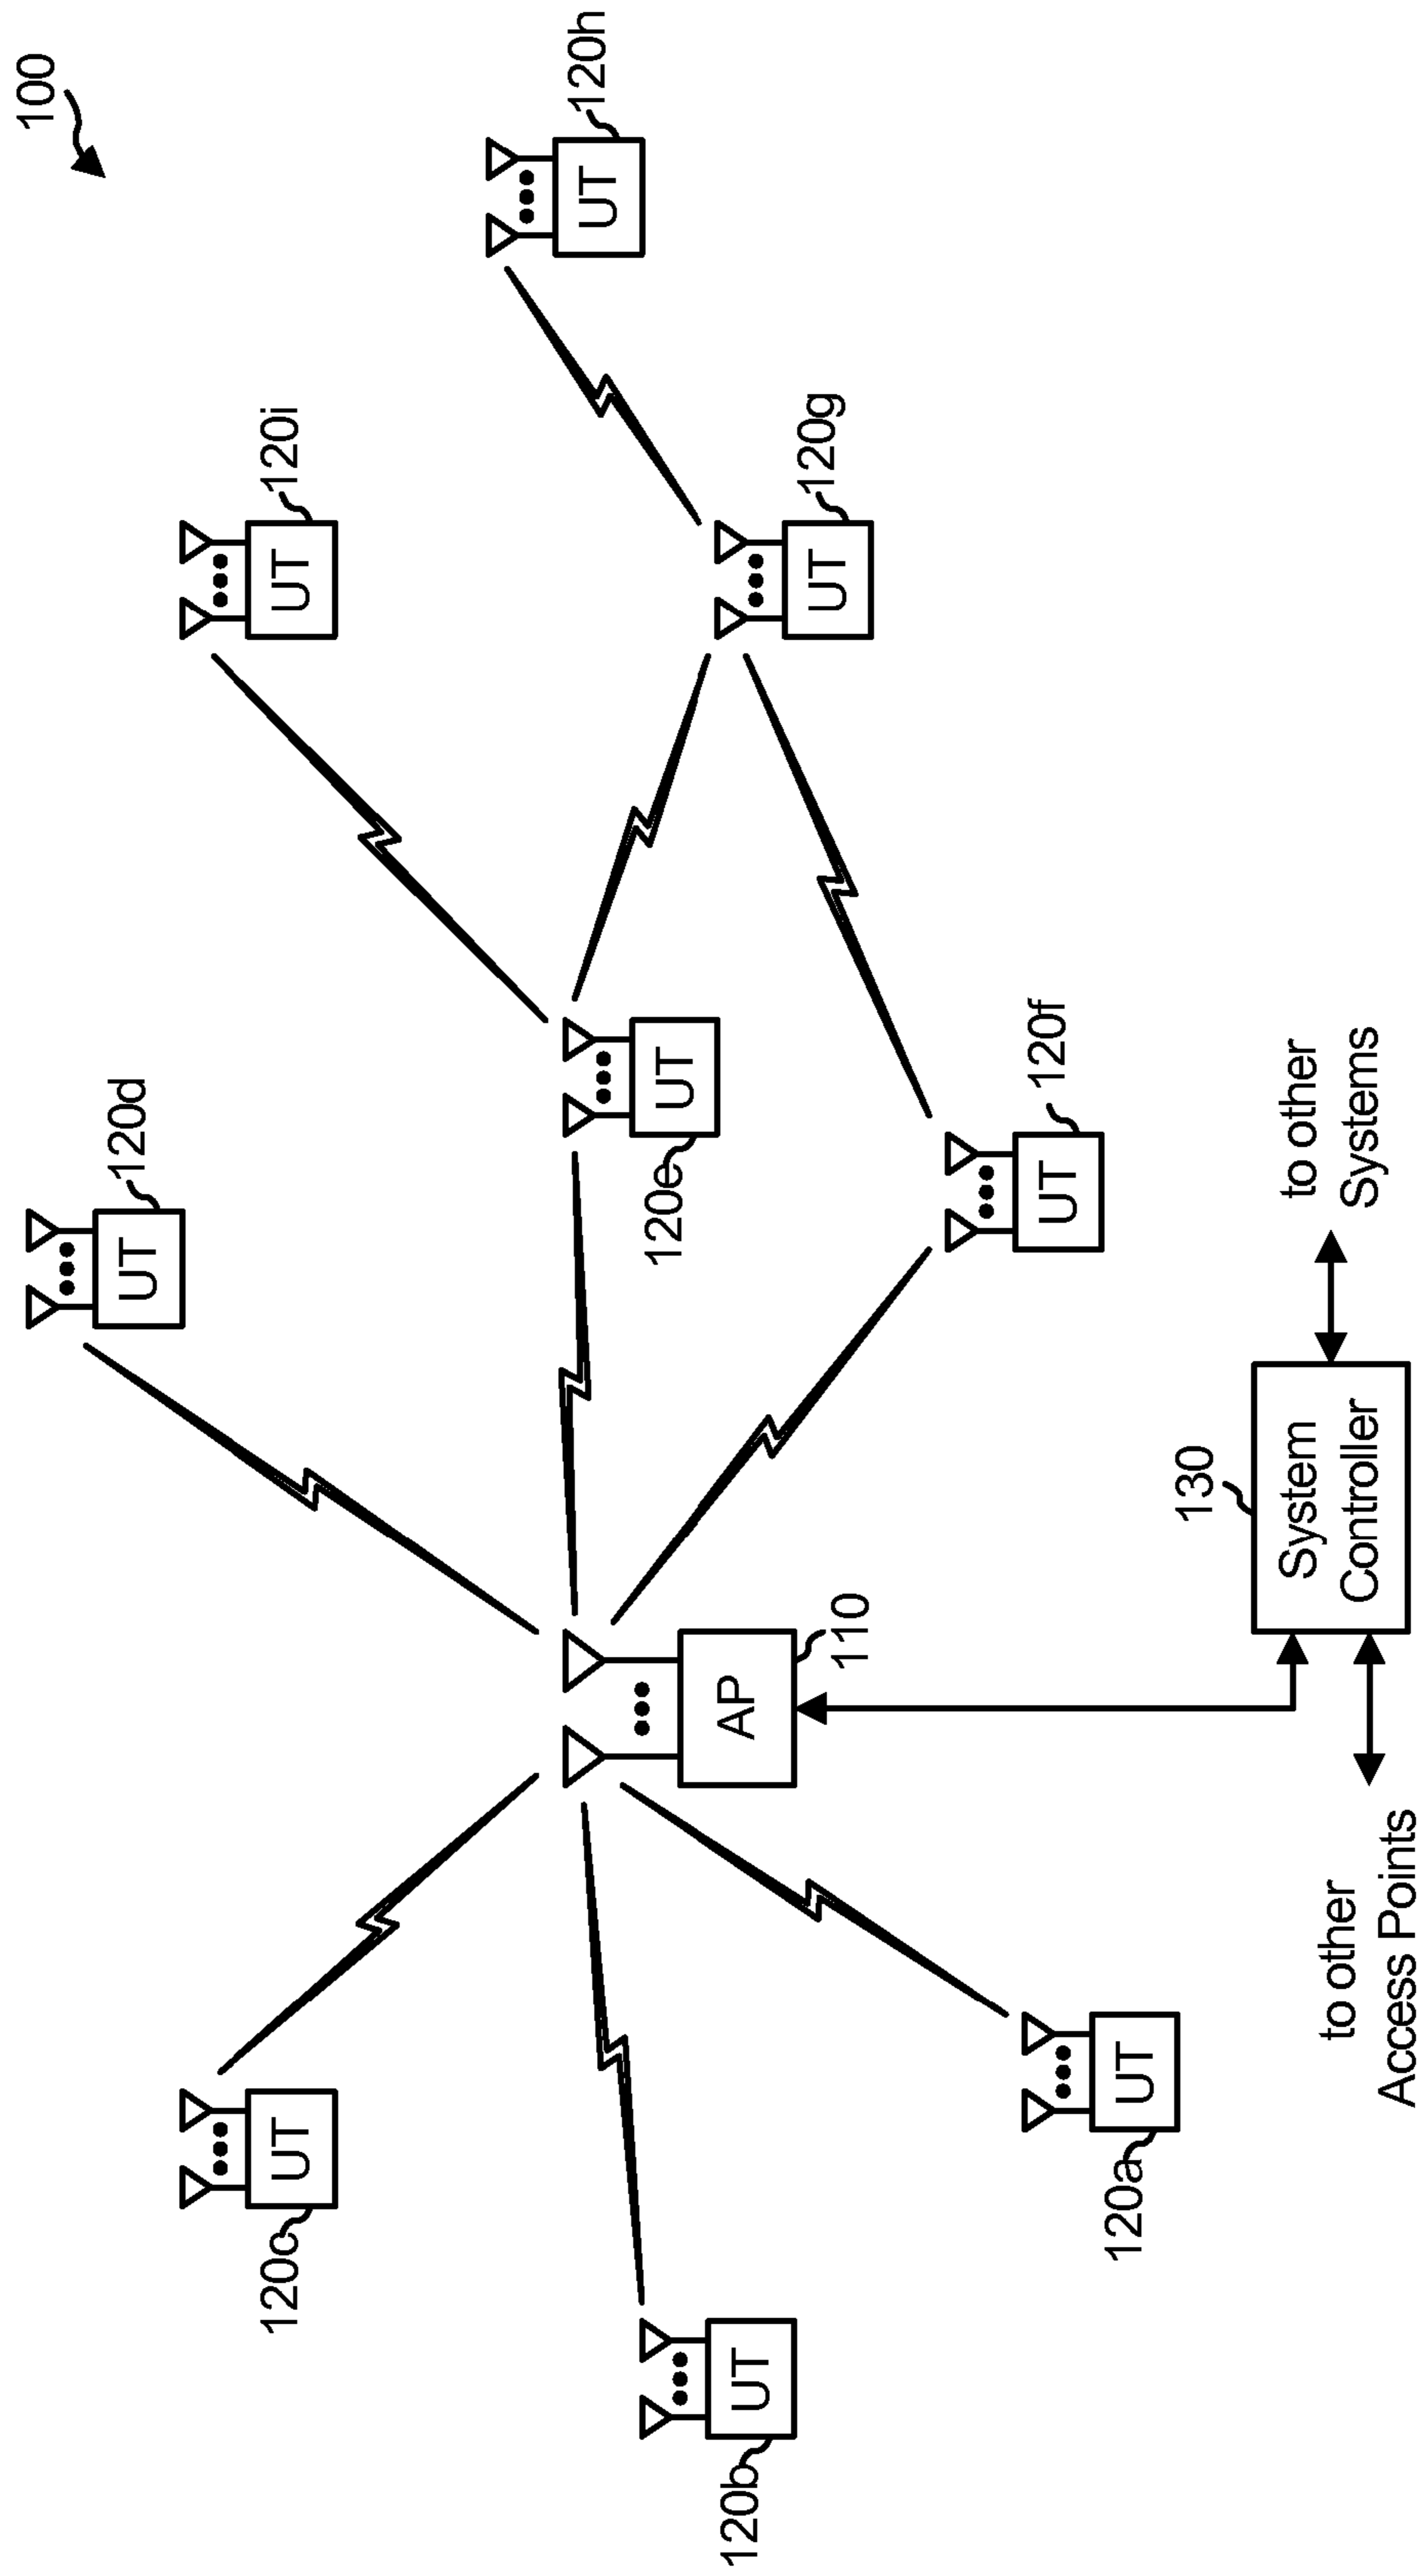 100
120d
UT
120i
UT
120c
UT
120h
UT
120e
UT
120b
UT
AP
110
120g
UT
120f
UT
120a
UT
130
System
Controller
to other
Systems
to other
Access Points